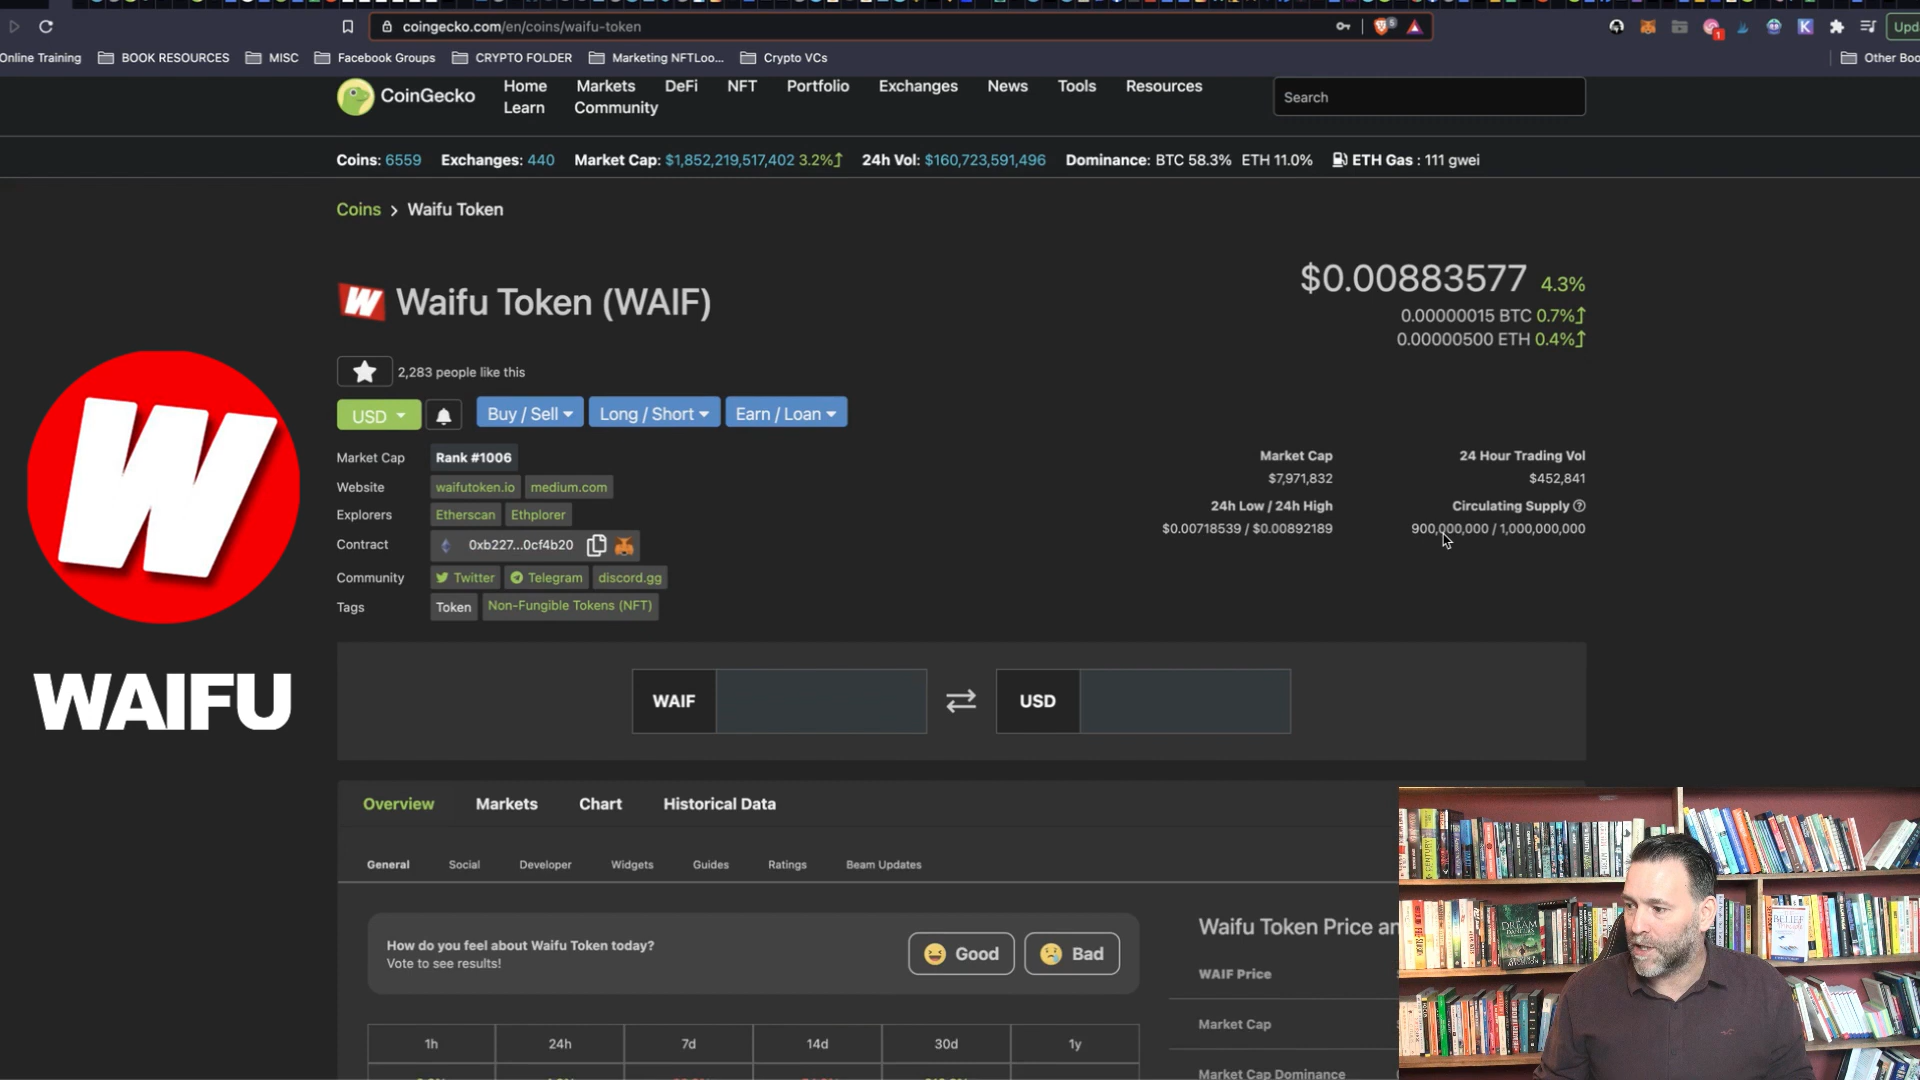 coingecko.com/en/coins/waifu-token
Upd
Online Training
BOOK RESOURCES
MISC
Facebook Groups
CRYPTO FOLDER
Marketing NFTLoo...
Crypto VCs
Other Boo
CoinGecko
Home
Markets
DeFi
NFT
Portfolio
Exchanges
News
Tools
Resources
Learn
Community
Search
Coins: 6559 Exchanges: 440 Market Cap: $1,852,219,517,402 3.2% 24h Vol: $160,723,591,496 Dominance: BTC 58.3% ETH 11.0% ETH Gas : 111 gwei
Coins > Waifu Token
W Waifu Token (WAIF)
$0.00883577 4.3%
0.00000015 BTC 0.7%
0.00000500 ETH 0.4%
2,283 people like this
USD
Buy / Sell
Long / Short
Earn / Loan
Market Cap Rank #1006
Website waifutoken.io medium.com
Explorers Etherscan Ethplorer
Contract 0xb227...0cf4b20
Community Twitter Telegram discord.gg
Tags Token Non-Fungible Tokens (NFT)
Market Cap
$7,971,832
24 Hour Trading Vol
$452,841
24h Low / 24h High
$0.00718539 / $0.00892189
Circulating Supply
900,000,000 / 1,000,000,000
W
WAIFU
WAIF
USD
Overview
Markets
Chart
Historical Data
General
Social
Developer
Widgets
Guides
Ratings
Beam Updates
How do you feel about Waifu Token today?
Vote to see results!
Good
Bad
Waifu Token Price an
WAIF Price
Market Cap
Market Cap Dominance
1h
24h
7d
14d
30d
1y
DREAM
BELIEF